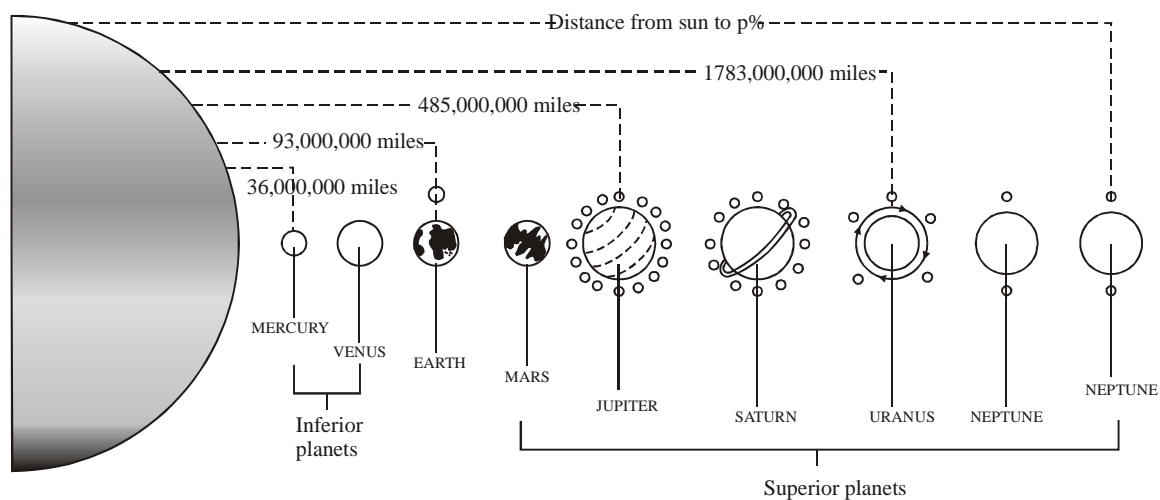 Distance from sun to p%
1783,000,000 miles
485,000,000 miles
93,000,000 miles
36,000,000 miles
MERCURY
VENUS
EARTH
MARS
JUPITER
SATURN
URANUS
NEPTUNE
NEPTUNE
Inferior
planets
Superior planets